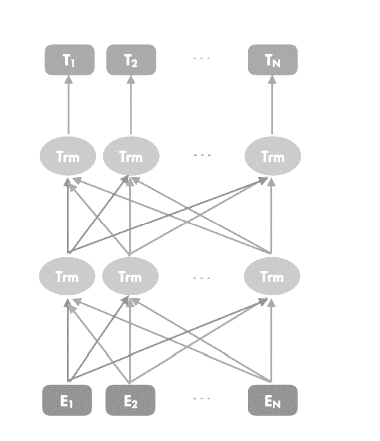 T1 T2 ... TN
Trm Trm ... Trm
Trm Trm ... Trm
E1 E2 ... EN